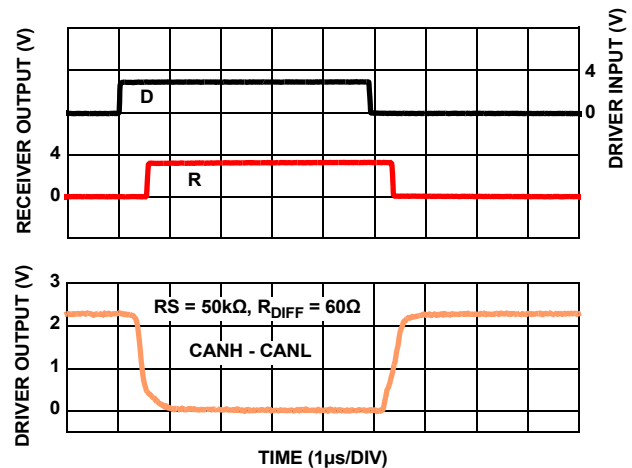 RECEIVER OUTPUT (V)
DRIVER INPUT (V)
4
0
D
4
0
R
DRIVER OUTPUT (V)
3
2
1
0
RS = 50kΩ, RDIFF = 60Ω
CANH - CANL
TIME (1µs/DIV)